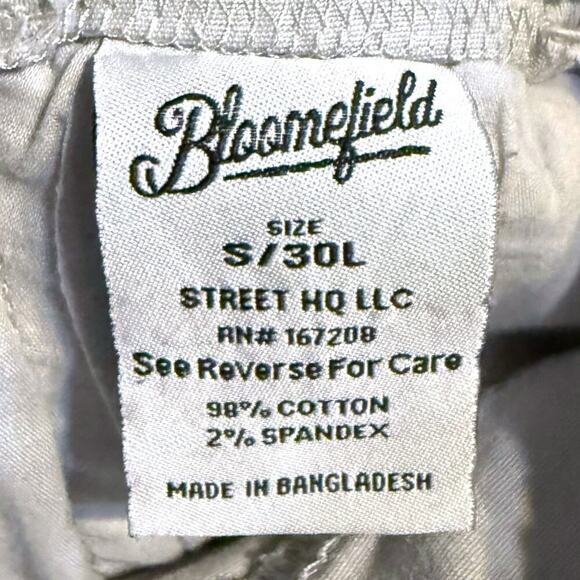 Bloomefield
SIZE
S/30L
STREET HQ LLC
RN# 167208
See Reverse For Care
98% COTTON
2% SPANDEX
MADE IN BANGLADESH